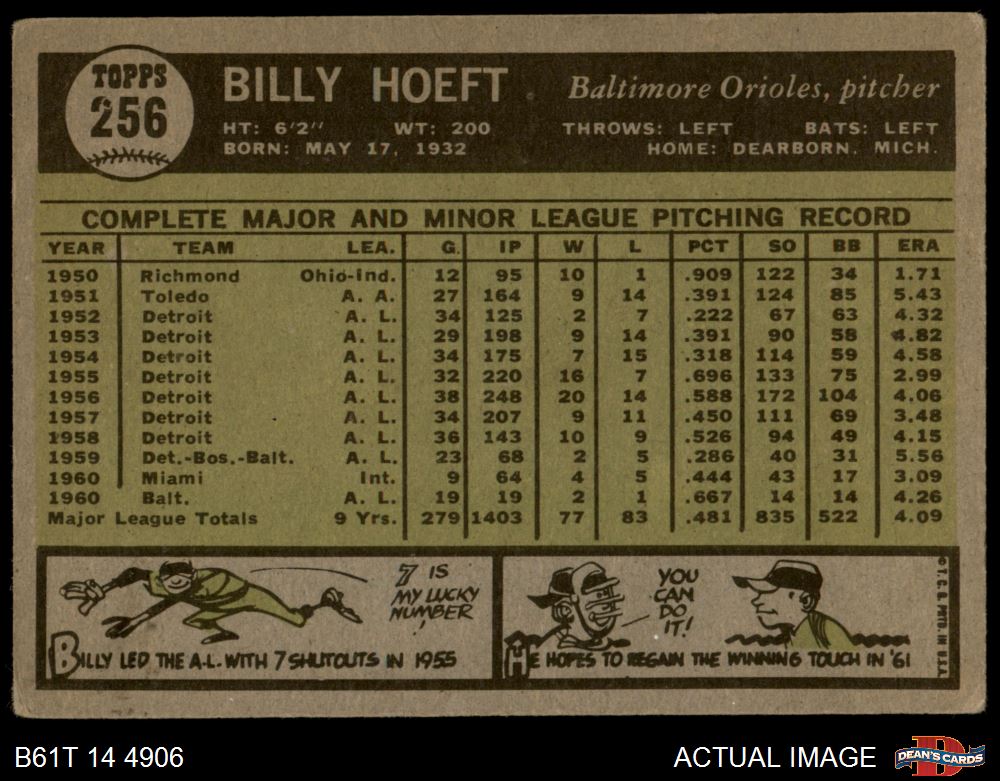 TOPPS
256
BILLY HOEFT
Baltimore Orioles, pitcher
HT: 6'2" WT: 200 THROWS: LEFT BATS: LEFT
BORN: MAY 17, 1932 HOME: DEARBORN, MICH.
COMPLETE MAJOR AND MINOR LEAGUE PITCHING RECORD
YEAR TEAM LEA. G. IP W L PCT SO BB ERA
1950 Richmond Ohio-Ind. 12 95 10 1 .909 122 34 1.71
1951 Toledo A. A. 27 164 9 14 .391 124 85 5.43
1952 Detroit A. L. 34 125 2 7 .222 67 63 4.32
1953 Detroit A. L. 29 198 9 14 .391 90 58 4.82
1954 Detroit A. L. 34 175 7 15 .318 114 59 4.58
1955 Detroit A. L. 32 220 16 7 .696 133 75 2.99
1956 Detroit A. L. 38 248 20 14 .588 172 104 4.06
1957 Detroit A. L. 34 207 9 11 .450 111 69 3.48
1958 Detroit A. L. 36 143 10 9 .526 94 49 4.15
1959 Det.-Bos.-Balt. A. L. 23 68 2 5 .286 40 31 5.56
1960 Miami Int. 9 64 4 5 .444 43 17 3.09
1960 Balt. A. L. 19 19 2 1 .667 14 14 4.26
Major League Totals 9 Yrs. 279 1403 77 83 .481 835 522 4.09
7 IS
MY LUCKY
NUMBER
!
BILLY LED THE A.L. WITH 7 SHUTOUTS IN 1955
YOU
CAN
DO
IT!
HE HOPES TO REGAIN THE WINNING TOUCH IN '61
© T. C. G. PRTD. IN U.S.A.
B61T 14 4906
ACTUAL IMAGE
D
DEAN'S CARDS